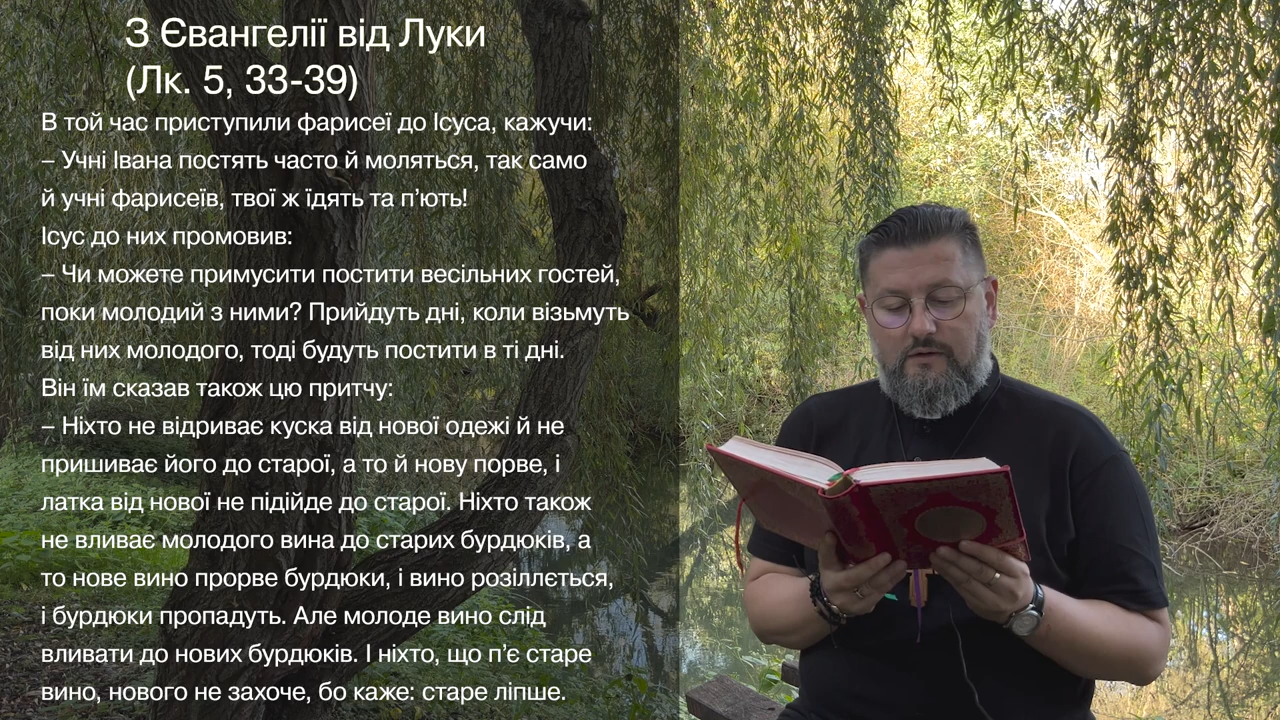 З Євангелії від Луки
(Лк. 5, 33-39)
В той час приступили фарисеї до Ісуса, кажучи:
– Учні Івана постять часто й моляться, так само
й учні фарисеїв, твої ж їдять та п’ють!
Ісус до них промовив:
– Чи можете примусити постити весільних гостей,
поки молодий з ними? Прийдуть дні, коли візьмуть
від них молодого, тоді будуть постити в ті дні.
Він їм сказав також цю притчу:
– Ніхто не відриває куска від нової одежі й не
пришиває його до старої, а то й нову порве, і
латка від нової не підійде до старої. Ніхто також
не вливає молодого вина до старих бурдюків, а
то нове вино прорве бурдюки, і вино розіллється,
і бурдюки пропадуть. Але молоде вино слід
вливати до нових бурдюків. І ніхто, що п’є старе
вино, нового не захоче, бо каже: старе ліпше.